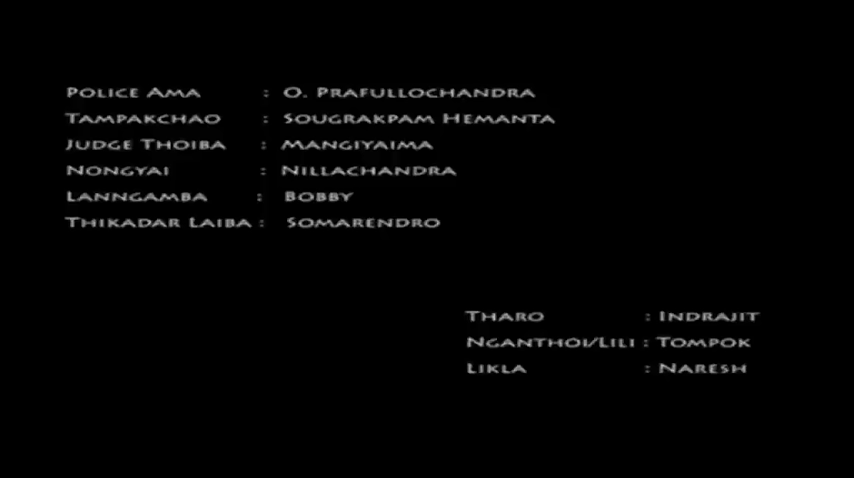 Police Ama : O. Prafullochandra
Tampakchao : Sougrakpam Hemanta
Judge Thoiba : Mangiyaima
Nongyai : Nillachandra
Lanngamba : Bobby
Thikadar Laiba : Somarendro
Tharo : Indrajit
Nganthoi/Lili : Tompok
Likla : Naresh